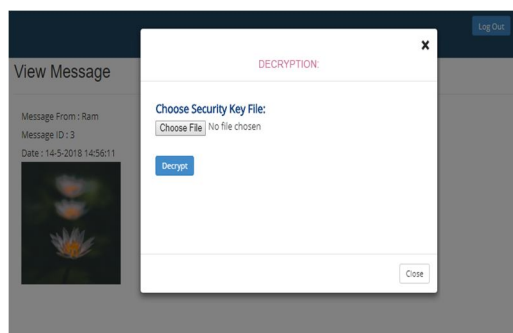 Log Out
View Message
Message From : Ram
Message ID : 3
Date : 14-5-2018 14:56:11
x
DECRYPTION:
Choose Security Key File:
Choose File No file chosen
Decrypt
Close